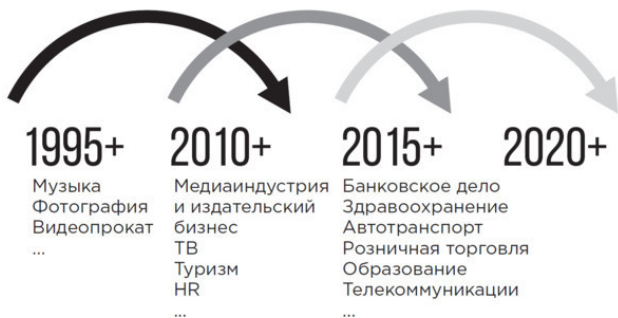 1995+
Музыка
Фотография
Видеопрокат
...
2010+
Медиаиндустрия
и издательский
бизнес
ТВ
Туризм
HR
...
2015+
Банковское дело
Здравоохранение
Автотранспорт
Розничная торговля
Образование
Телекоммуникации
...
2020+